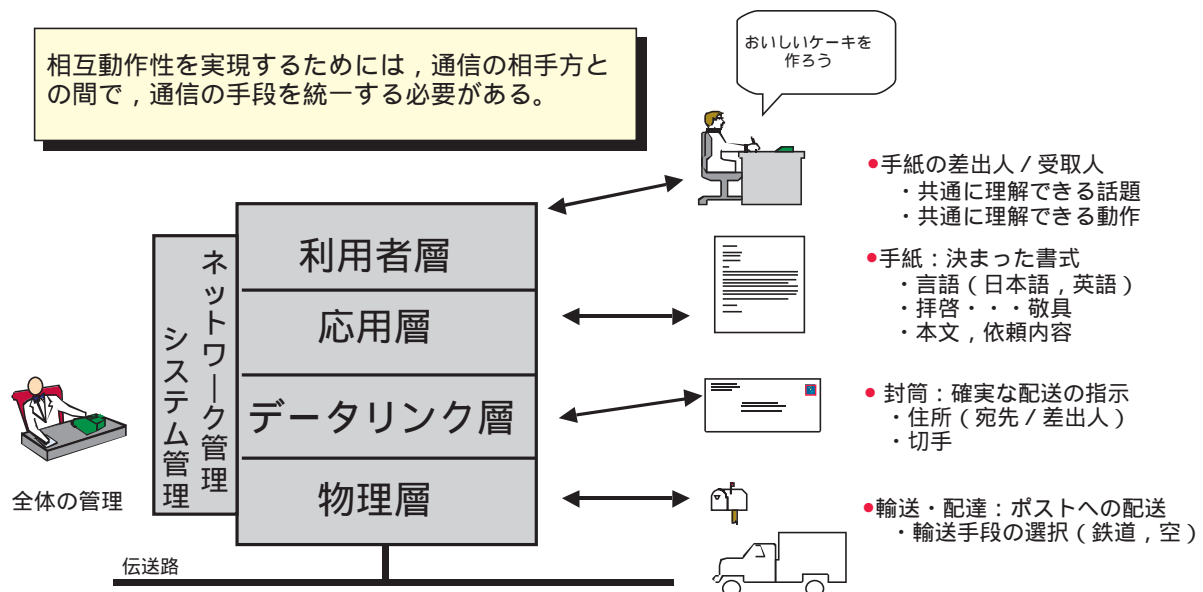 相互動作性を実現するためには,通信の相手方と
の間で,通信の手段を統一する必要がある。
おいしいケーキを
作ろう
利用者層
応用層
データリンク層
物理層
ネットワーク管理
システム管理
全体の管理
伝送路
●手紙の差出人/受取人
・共通に理解できる話題
・共通に理解できる動作
●手紙:決まった書式
・言語(日本語,英語)
・拝啓・・・敬具
・本文,依頼内容
● 封筒:確実な配送の指示
・住所(宛先/差出人)
・切手
●輸送・配達:ポストへの配送
・輸送手段の選択(鉄道,空)